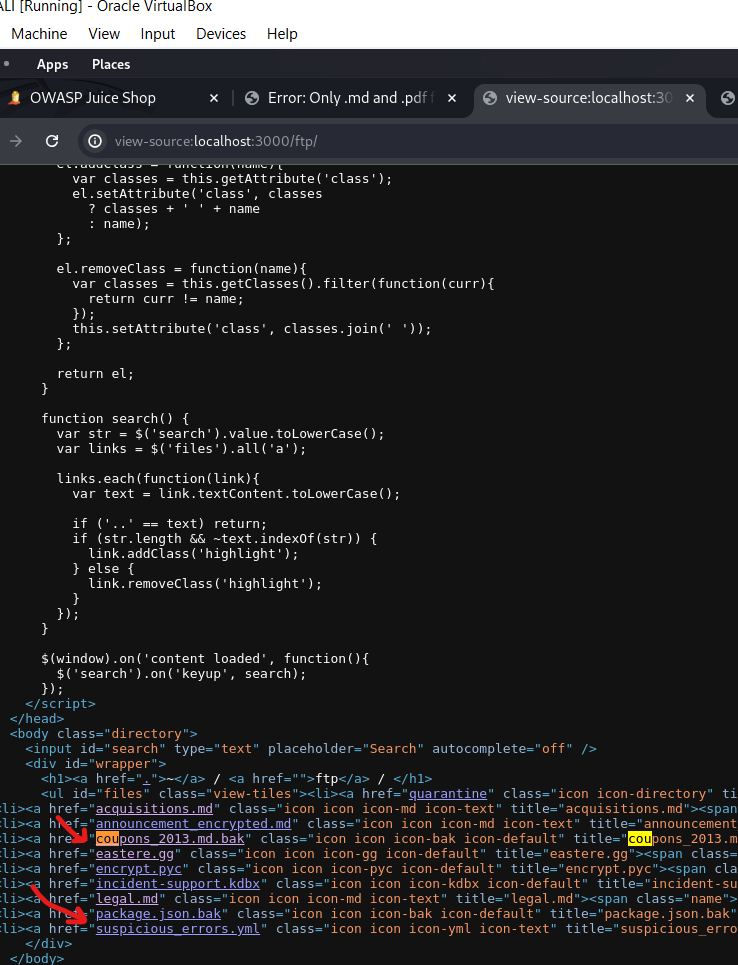 ALI [Running] - Oracle VirtualBox
Machine View Input Devices Help
Apps Places
OWASP Juice Shop × Error: Only .md and .pdf f × view-source:localhost:30 ×
view-source:localhost:3000/ftp/
el.addClass = function(name){
var classes = this.getAttribute('class');
el.setAttribute('class', classes
? classes + ' ' + name
: name);
};
el.removeClass = function(name){
var classes = this.getClasses().filter(function(curr){
return curr != name;
});
this.setAttribute('class', classes.join(' '));
};
return el;
}
function search() {
var str = $('search').value.toLowerCase();
var links = $('files').all('a');
links.each(function(link){
var text = link.textContent.toLowerCase();
if ('..' == text) return;
if (str.length && ~text.indexOf(str)) {
link.addClass('highlight');
} else {
link.removeClass('highlight');
}
});
}
$(window).on('content loaded', function(){
$('search').on('keyup', search);
});
</script>
</head>
<body class="directory">
<input id="search" type="text" placeholder="Search" autocomplete="off" />
<div id="wrapper">
<h1><a href=".">~</a> / <a href="">ftp</a> / </h1>
<ul id="files" class="view-tiles"><li><a href="quarantine" class="icon icon-directory" ti
<li><a href="acquisitions.md" class="icon icon icon-md icon-text" title="acquisitions.md"><span
<li><a href="announcement_encrypted.md" class="icon icon icon-md icon-text" title="announcement
<li><a href="coupons_2013.md.bak" class="icon icon icon-bak icon-default" title="coupons_2013.m
<li><a href="eastere.gg" class="icon icon icon-gg icon-default" title="eastere.gg"><span class=
<li><a href="encrypt.pyc" class="icon icon icon-pyc icon-default" title="encrypt.pyc"><span cla
<li><a href="incident-support.kdbx" class="icon icon icon-kdbx icon-default" title="incident-su
<li><a href="legal.md" class="icon icon icon-md icon-text" title="legal.md"><span class="name">
<li><a href="package.json.bak" class="icon icon icon-bak icon-default" title="package.json.bak"
<li><a href="suspicious_errors.yml" class="icon icon icon-yml icon-text" title="suspicious_erro
</div>
</body>